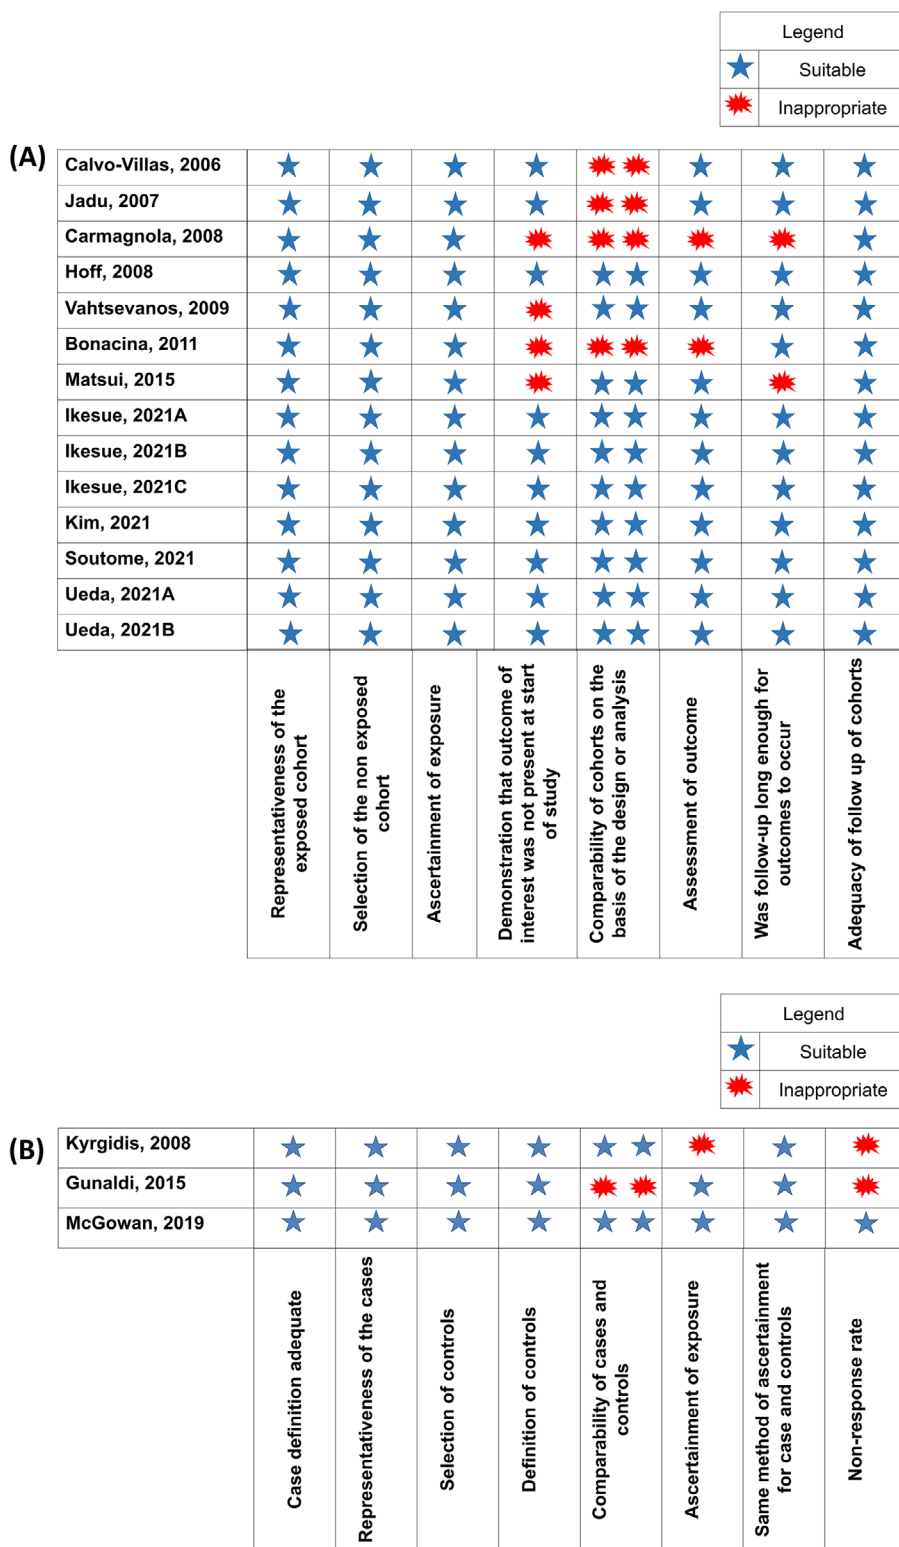 Legend
Suitable
Inappropriate
(A)
Calvo-Villas, 2006
Jadu, 2007
Carmagnola, 2008
Hoff, 2008
Vahtsevanos, 2009
Bonacina, 2011
Matsui, 2015
Ikesue, 2021A
Ikesue, 2021B
Ikesue, 2021C
Kim, 2021
Soutome, 2021
Ueda, 2021A
Ueda, 2021B
Representativeness of the
exposed cohort
Selection of the non exposed
cohort
Ascertainment of exposure
Demonstration that outcome of
interest was not present at start
of study
Comparability of cohorts on the
basis of the design or analysis
Assessment of outcome
Was follow-up long enough for
outcomes to occur
Adequacy of follow up of cohorts
Legend
Suitable
Inappropriate
(B)
Kyrgidis, 2008
Gunaldi, 2015
McGowan, 2019
Case definition adequate
Representativeness of the cases
Selection of controls
Definition of controls
Comparability of cases and
controls
Ascertainment of exposure
Same method of ascertainment
for case and controls
Non-response rate